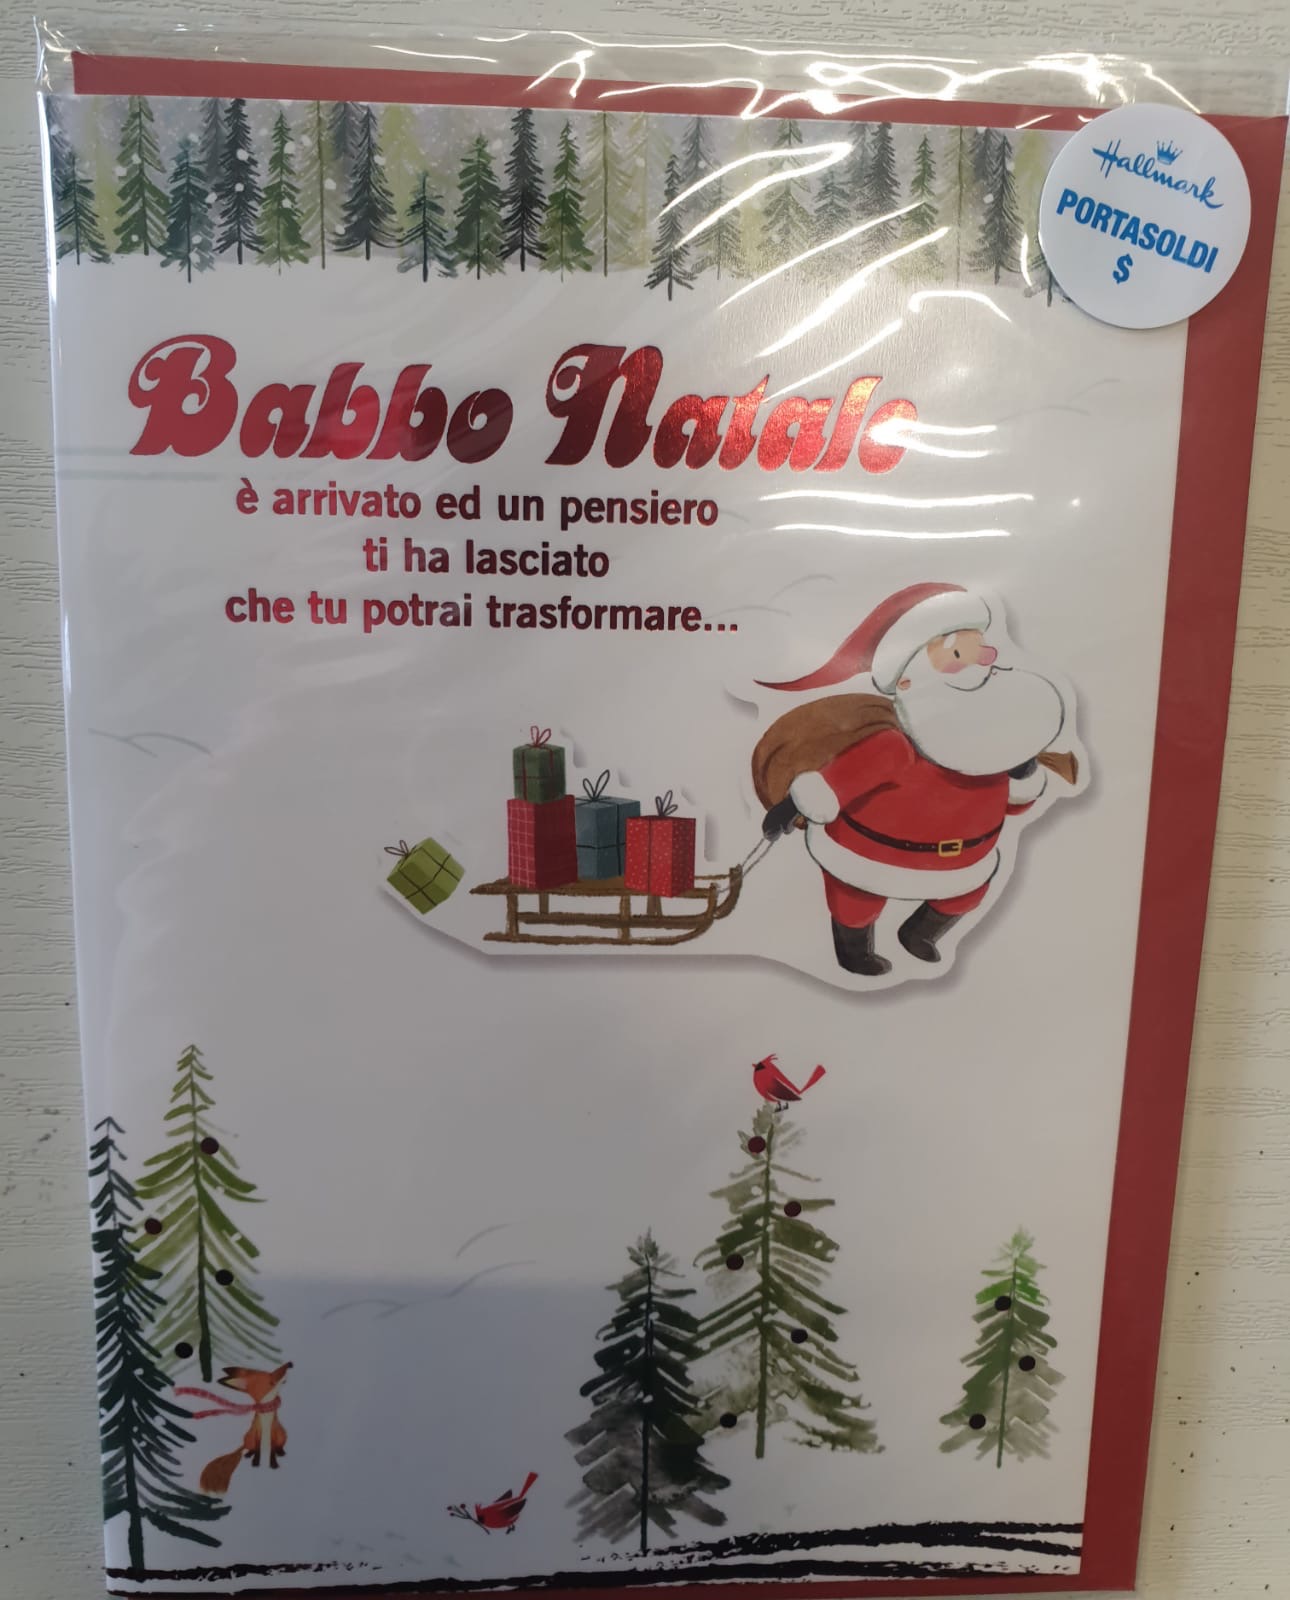 Hallmark
PORTASOLDI
$
Babbo Natale
è arrivato ed un pensiero
ti ha lasciato
che tu potrai trasformare...